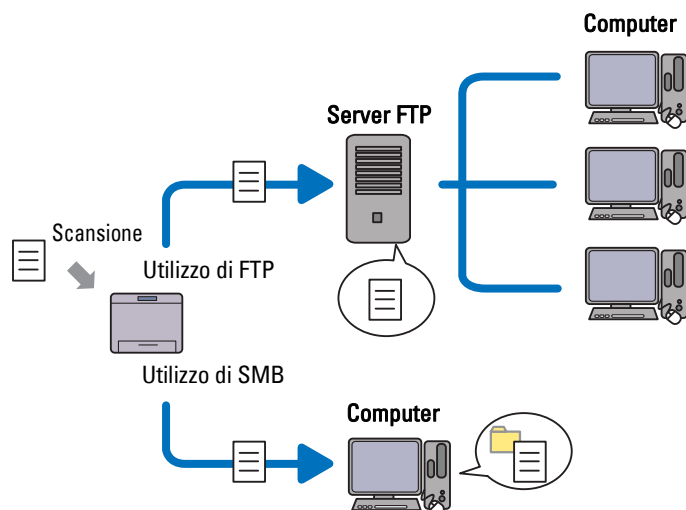 Computer
Server FTP
Scansione
Utilizzo di FTP
Utilizzo di SMB
Computer